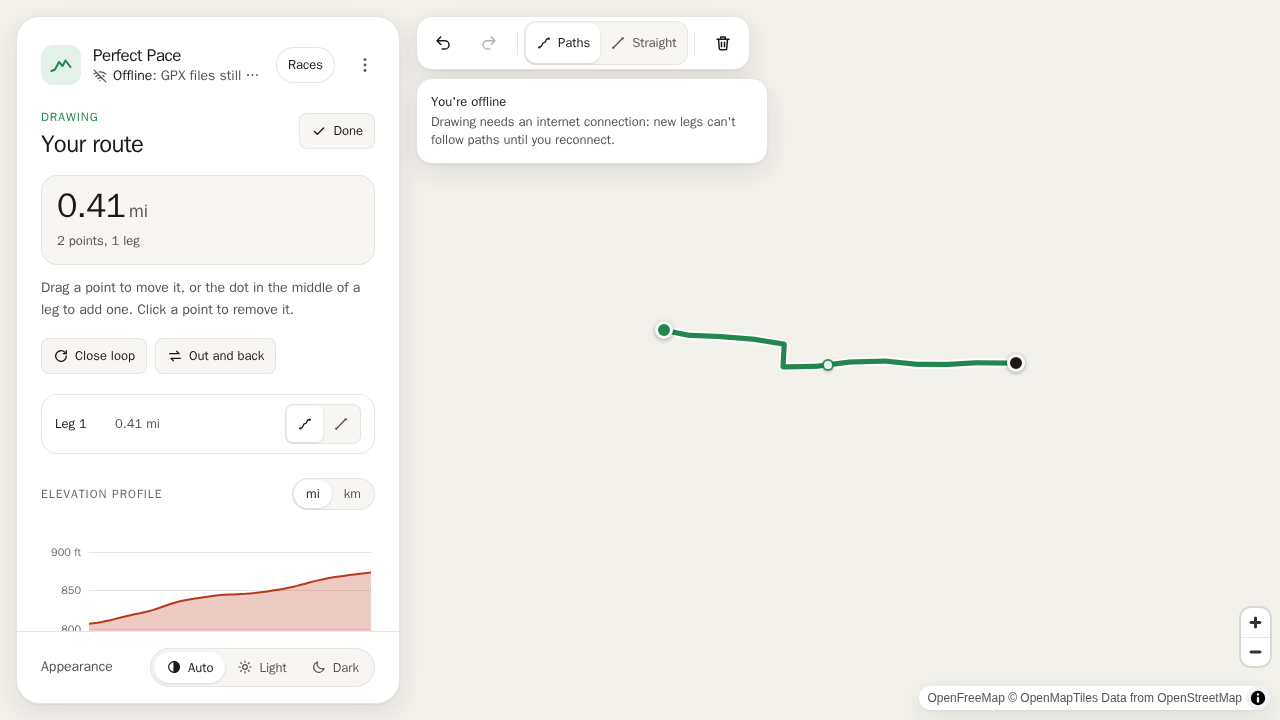 Perfect Pace
Offline: GPX files still ···
Races
DRAWING
Your route
Done
0.41 mi
2 points, 1 leg
Drag a point to move it, or the dot in the middle of a
leg to add one. Click a point to remove it.
Close loop
Out and back
Leg 1
0.41 mi
ELEVATION PROFILE
mi
km
900 ft
850
800
Appearance
Auto
Light
Dark
Paths
Straight
You're offline
Drawing needs an internet connection: new legs can't
follow paths until you reconnect.
OpenFreeMap © OpenMapTiles Data from OpenStreetMap